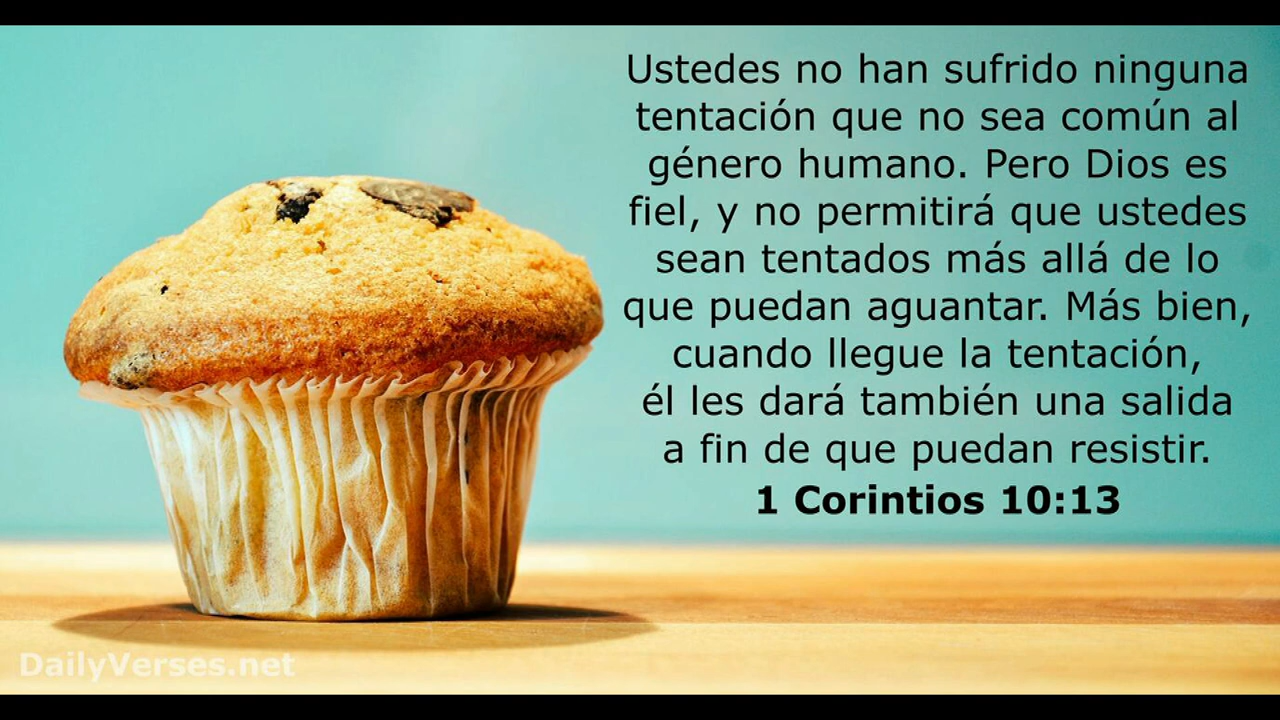 Ustedes no han sufrido ninguna
tentación que no sea común al
género humano. Pero Dios es
fiel, y no permitirá que ustedes
sean tentados más allá de lo
que puedan aguantar. Más bien,
cuando llegue la tentación,
él les dará también una salida
a fin de que puedan resistir.
1 Corintios 10:13
DailyVerses.net